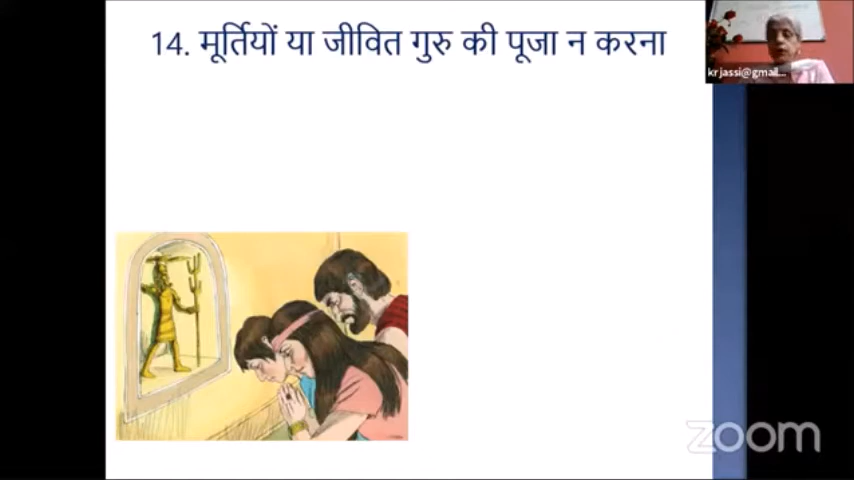 14. मूर्तियों या जीवित गुरु की पूजा न करना
krjassi@gmail...
zoom